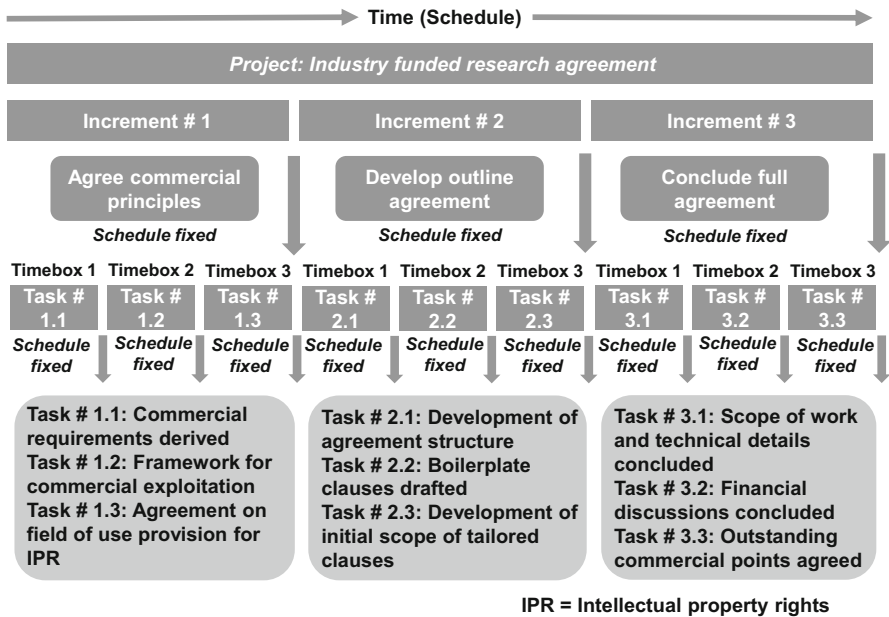 Time (Schedule)
Project: Industry funded research agreement
Increment # 1
Increment # 2
Increment # 3
Agree commercial
principles
Develop outline
agreement
Conclude full
agreement
Schedule fixed
Schedule fixed
Schedule fixed
Timebox 1
Timebox 2
Timebox 3
Timebox 1
Timebox 2
Timebox 3
Timebox 1
Timebox 2
Timebox 3
Task #
1.1
Task #
1.2
Task #
1.3
Task #
2.1
Task #
2.2
Task #
2.3
Task #
3.1
Task #
3.2
Task #
3.3
Schedule
fixed
Schedule
fixed
Schedule
fixed
Schedule
fixed
Schedule
fixed
Schedule
fixed
Schedule
fixed
Schedule
fixed
Schedule
fixed
Task # 1.1: Commercial
requirements derived
Task # 1.2: Framework for
commercial exploitation
Task # 1.3: Agreement on
field of use provision for
IPR
Task # 2.1: Development of
agreement structure
Task # 2.2: Boilerplate
clauses drafted
Task # 2.3: Development of
initial scope of tailored
clauses
Task # 3.1: Scope of work
and technical details
concluded
Task # 3.2: Financial
discussions concluded
Task # 3.3: Outstanding
commercial points agreed
IPR = Intellectual property rights